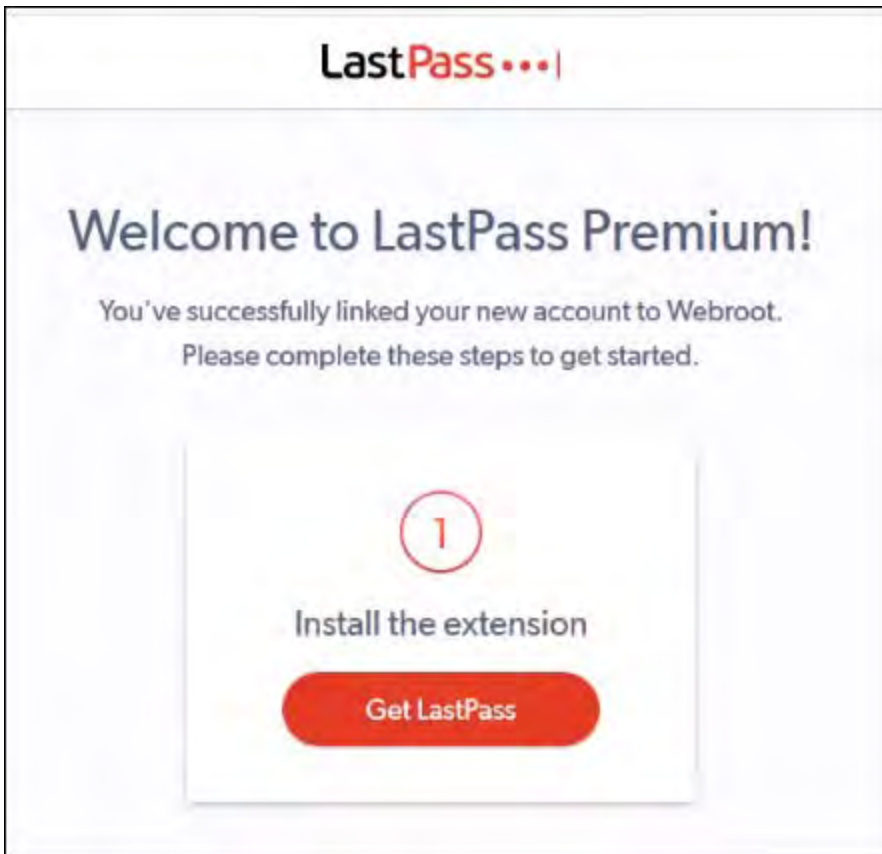 LastPass •••|
Welcome to LastPass Premium!
You've successfully linked your new account to Webroot.
Please complete these steps to get started.
1
Install the extension
Get LastPass